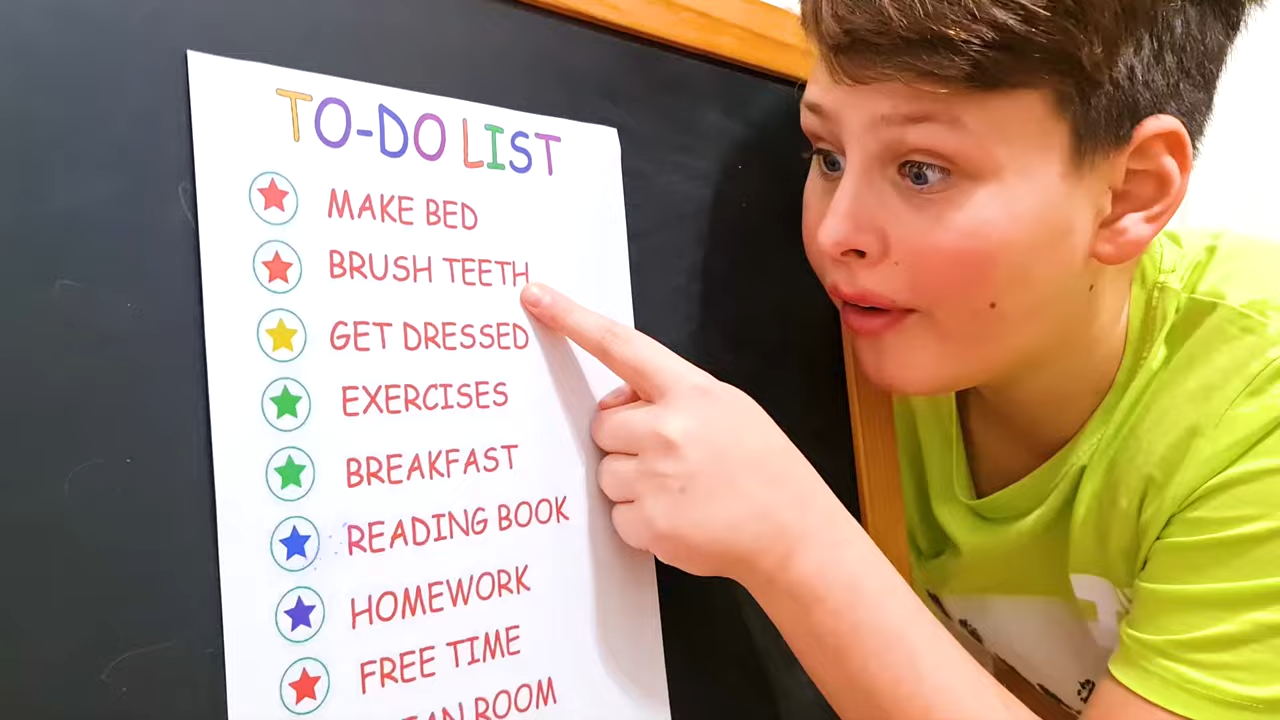 TO-DO LIST
MAKE BED
BRUSH TEETH
GET DRESSED
EXERCISES
BREAKFAST
READING BOOK
HOMEWORK
FREE TIME
ROOM